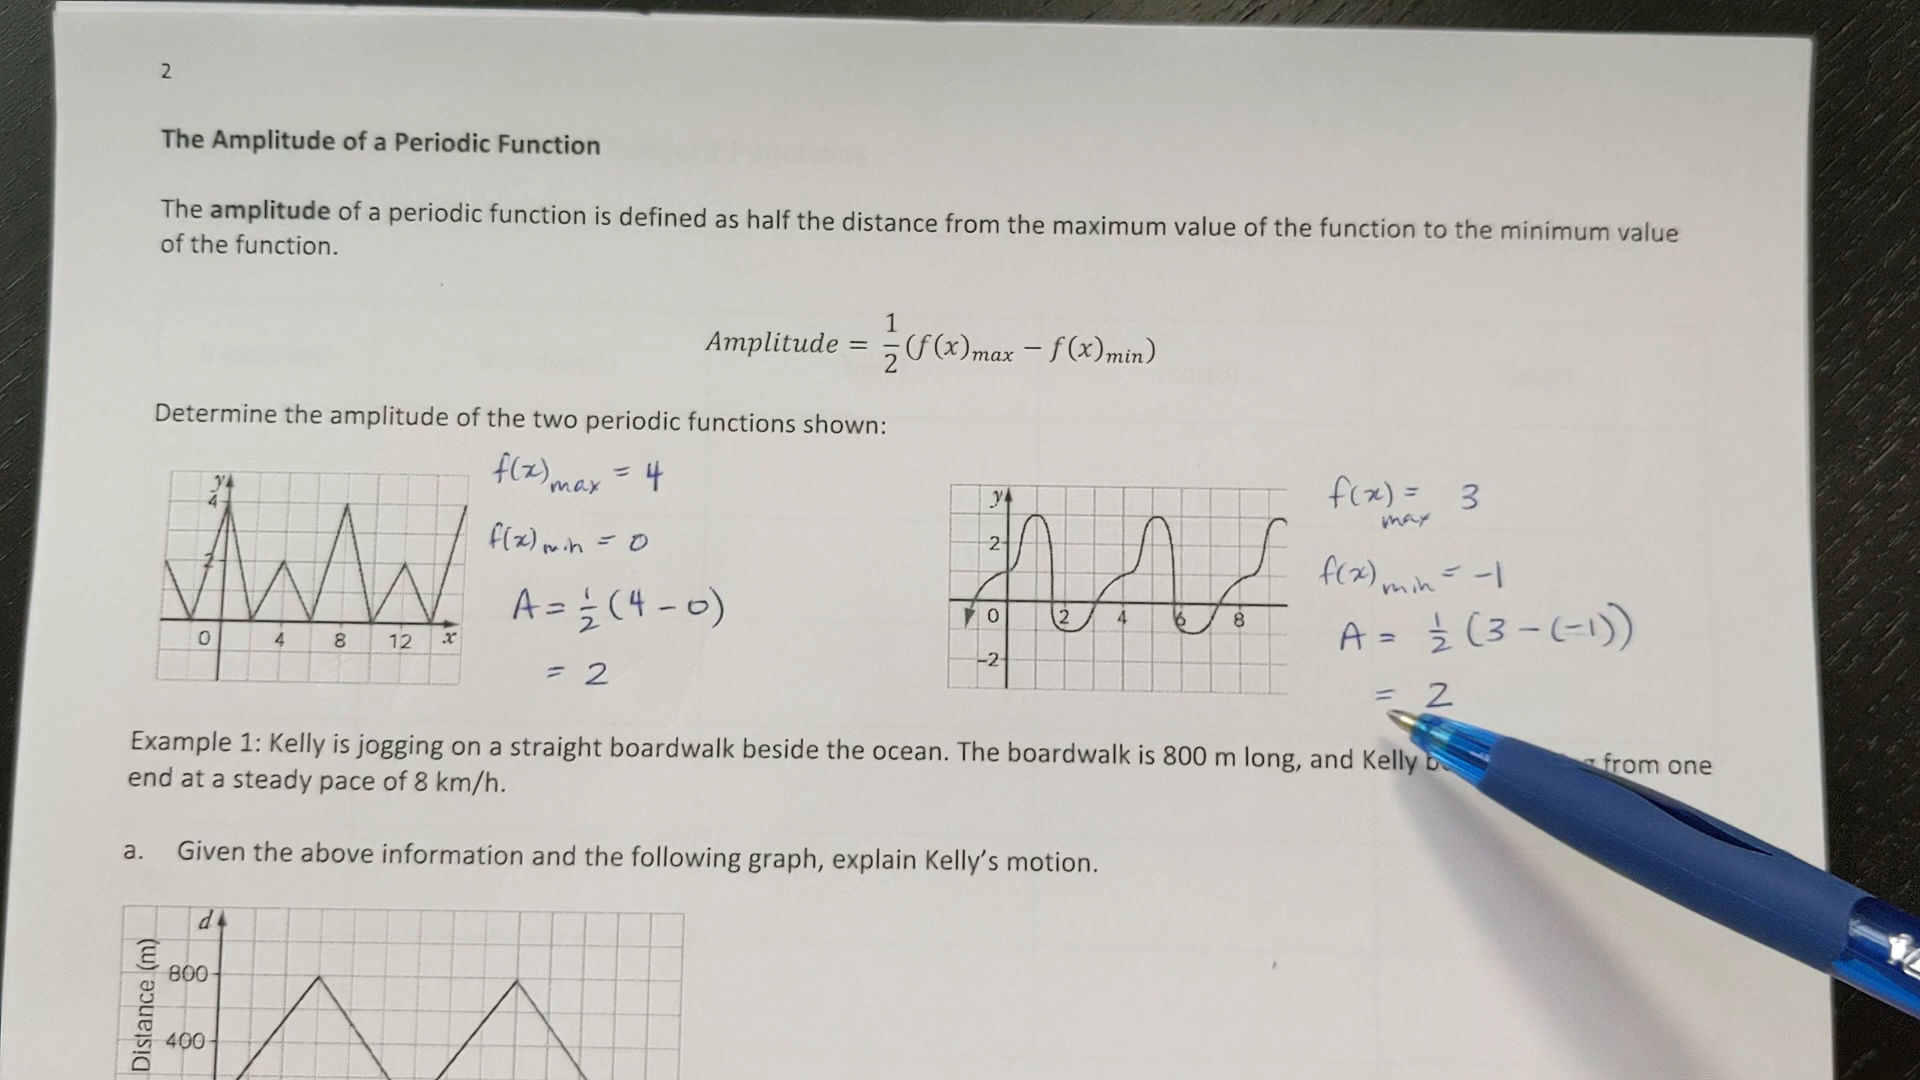 2
The Amplitude of a Periodic Function
The amplitude of a periodic function is defined as half the distance from the maximum value of the function to the minimum value
of the function.
Amplitude = 1/2 (f(x)max − f(x)min)
Determine the amplitude of the two periodic functions shown:
y
4
2
0 4 8 12 x
f(x)max = 4
f(x)min = 0
A = 1/2 (4 - 0)
= 2
y
2
0 2 4 6 8
-2
f(x)max = 3
f(x)min = -1
A = 1/2 (3 - (-1))
= 2
Example 1: Kelly is jogging on a straight boardwalk beside the ocean. The boardwalk is 800 m long, and Kelly from one
end at a steady pace of 8 km/h.
a. Given the above information and the following graph, explain Kelly's motion.
d
Distance (m)
800
400